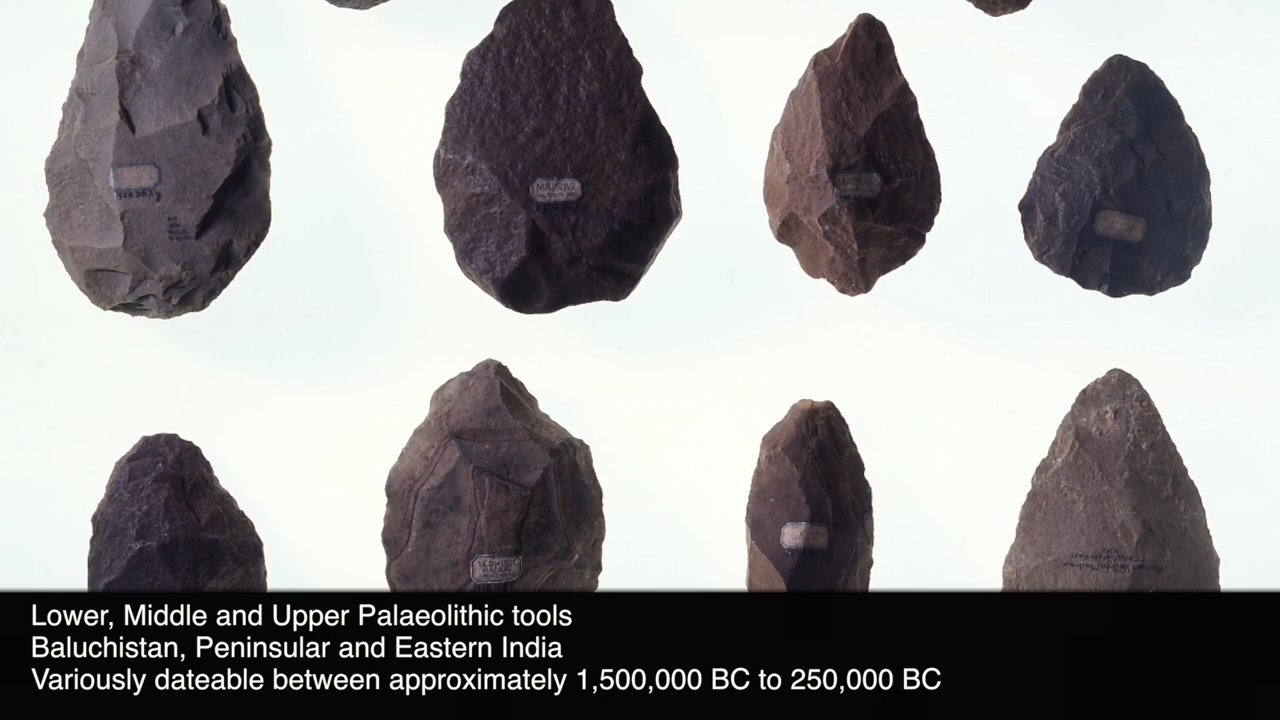 MADRAS
MADRAS
Lower, Middle and Upper Palaeolithic tools
Baluchistan, Peninsular and Eastern India
Variously dateable between approximately 1,500,000 BC to 250,000 BC